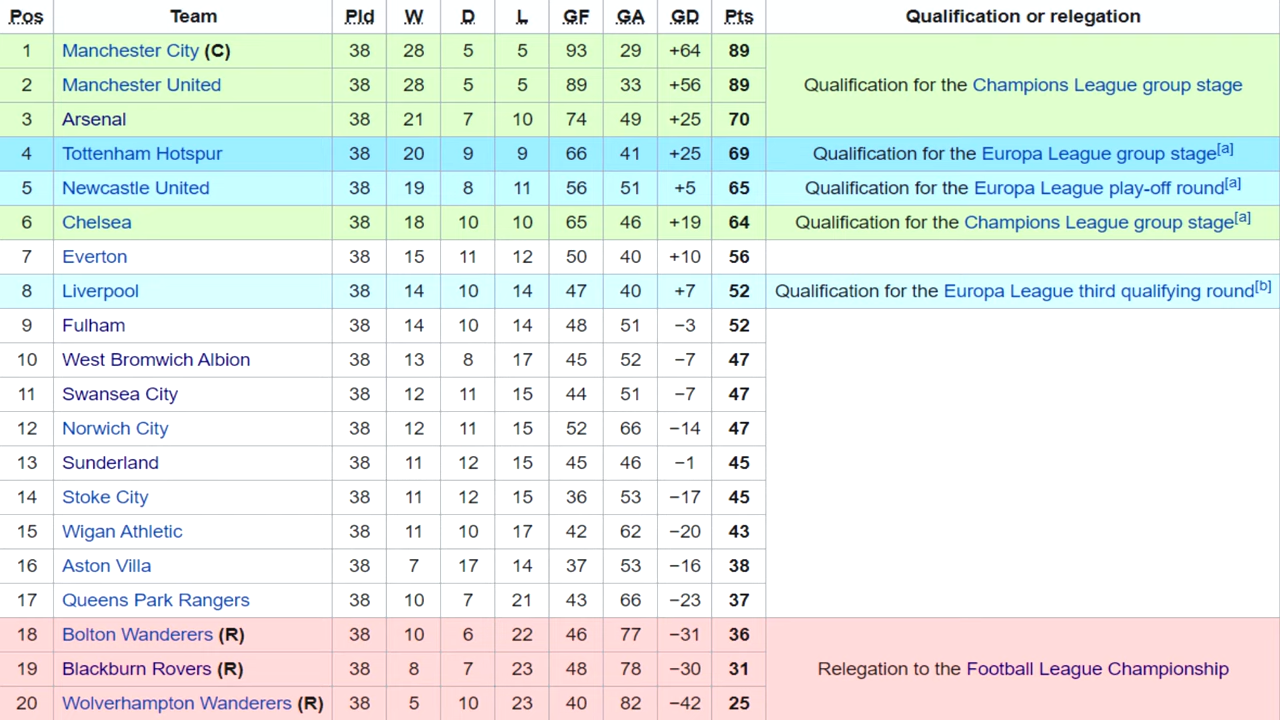 Pos Team Pld W D L GF GA GD Pts Qualification or relegation
1 Manchester City (C) 38 28 5 5 93 29 +64 89
2 Manchester United 38 28 5 5 89 33 +56 89 Qualification for the Champions League group stage
3 Arsenal 38 21 7 10 74 49 +25 70
4 Tottenham Hotspur 38 20 9 9 66 41 +25 69 Qualification for the Europa League group stage[a]
5 Newcastle United 38 19 8 11 56 51 +5 65 Qualification for the Europa League play-off round[a]
6 Chelsea 38 18 10 10 65 46 +19 64 Qualification for the Champions League group stage[a]
7 Everton 38 15 11 12 50 40 +10 56
8 Liverpool 38 14 10 14 47 40 +7 52 Qualification for the Europa League third qualifying round[b]
9 Fulham 38 14 10 14 48 51 −3 52
10 West Bromwich Albion 38 13 8 17 45 52 −7 47
11 Swansea City 38 12 11 15 44 51 −7 47
12 Norwich City 38 12 11 15 52 66 −14 47
13 Sunderland 38 11 12 15 45 46 −1 45
14 Stoke City 38 11 12 15 36 53 −17 45
15 Wigan Athletic 38 11 10 17 42 62 −20 43
16 Aston Villa 38 7 17 14 37 53 −16 38
17 Queens Park Rangers 38 10 7 21 43 66 −23 37
18 Bolton Wanderers (R) 38 10 6 22 46 77 −31 36
19 Blackburn Rovers (R) 38 8 7 23 48 78 −30 31 Relegation to the Football League Championship
20 Wolverhampton Wanderers (R) 38 5 10 23 40 82 −42 25